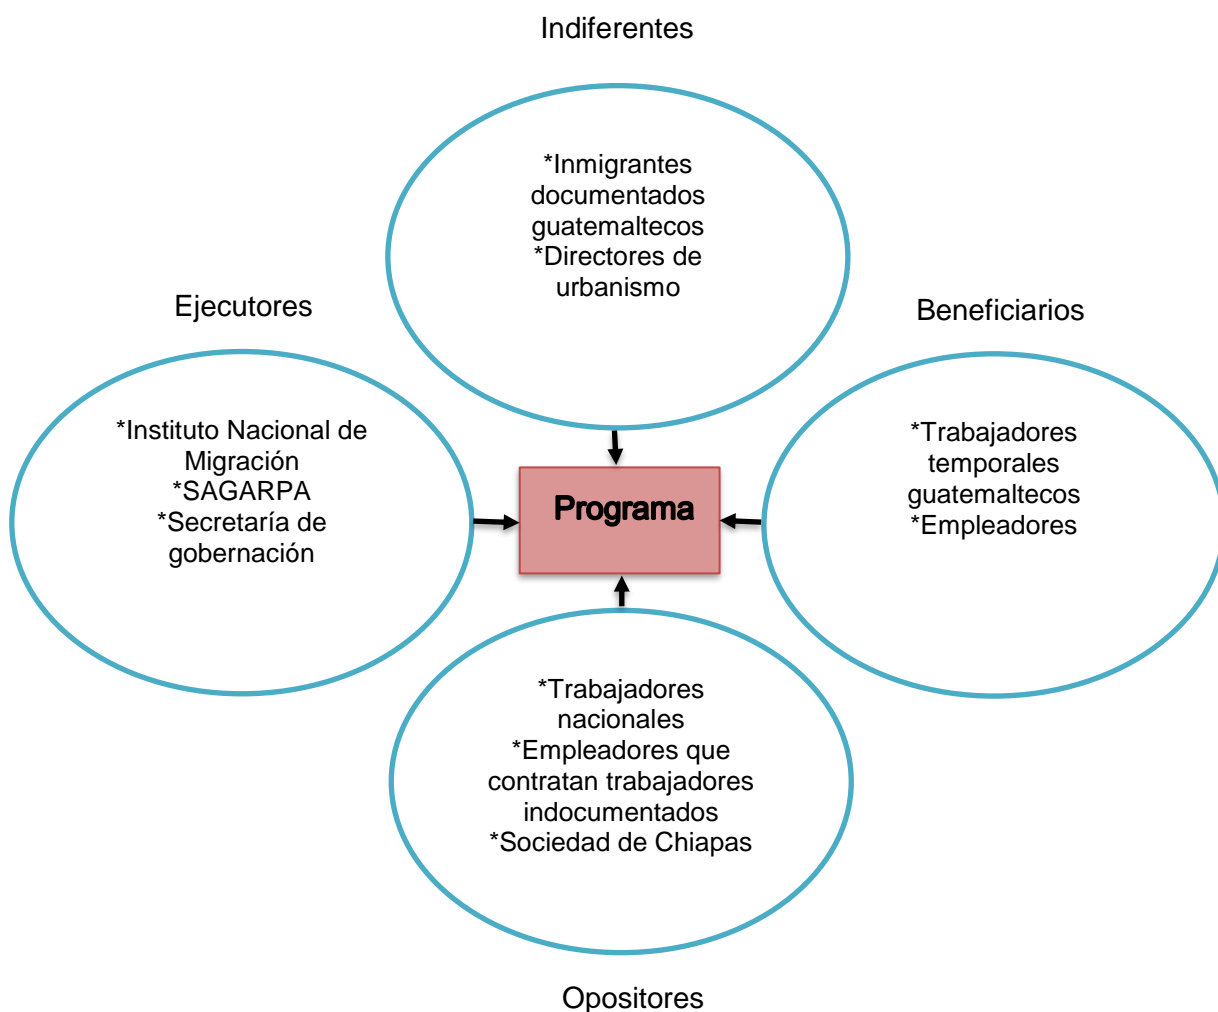 Indiferentes
*Inmigrantes
documentados
guatemaltecos
*Directores de
urbanismo
Ejecutores
*Instituto Nacional de
Migración
*SAGARPA
*Secretaría de
gobernación
Programa
Beneficiarios
*Trabajadores
temporales
guatemaltecos
*Empleadores
*Trabajadores
nacionales
*Empleadores que
contratan trabajadores
indocumentados
*Sociedad de Chiapas
Opositores